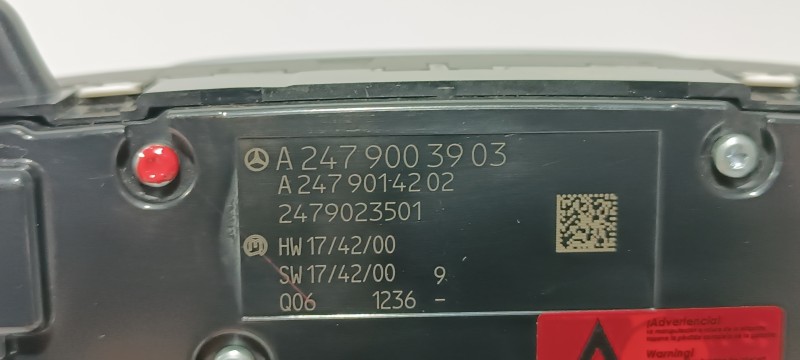 A 247 900 39 03
A 247 901 42 02
2479023501
HW 17/42/00
SW 17/42/00 9
Q06 1236 -
¡Advertencia!
Warning!